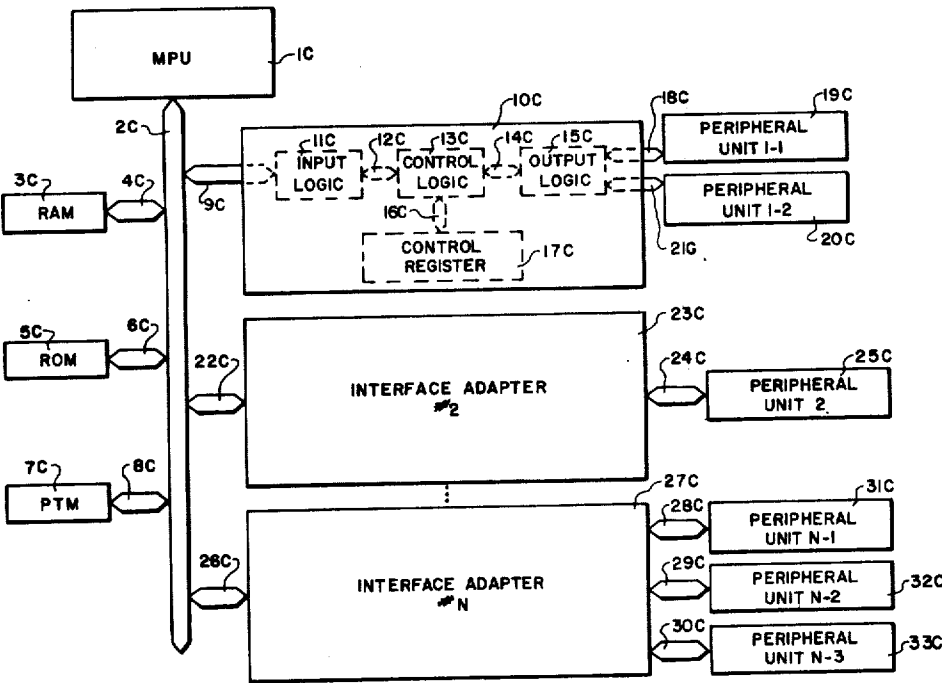 MPU
1C
2C
10C
18C
19C
PERIPHERAL
UNIT 1-1
11C
INPUT
LOGIC
12C
13C
CONTROL
LOGIC
14C
15C
OUTPUT
LOGIC
3C
RAM
4C
9C
16C
CONTROL
REGISTER
17C
PERIPHERAL
UNIT 1-2
20C
21G
23C
5C
ROM
6C
22C
INTERFACE ADAPTER
#2
24C
25C
PERIPHERAL
UNIT 2
7C
PTM
8C
27C
28C
31C
PERIPHERAL
UNIT N-1
26C
INTERFACE ADAPTER
#N
29C
PERIPHERAL
UNIT N-2
32C
30C
PERIPHERAL
UNIT N-3
33C